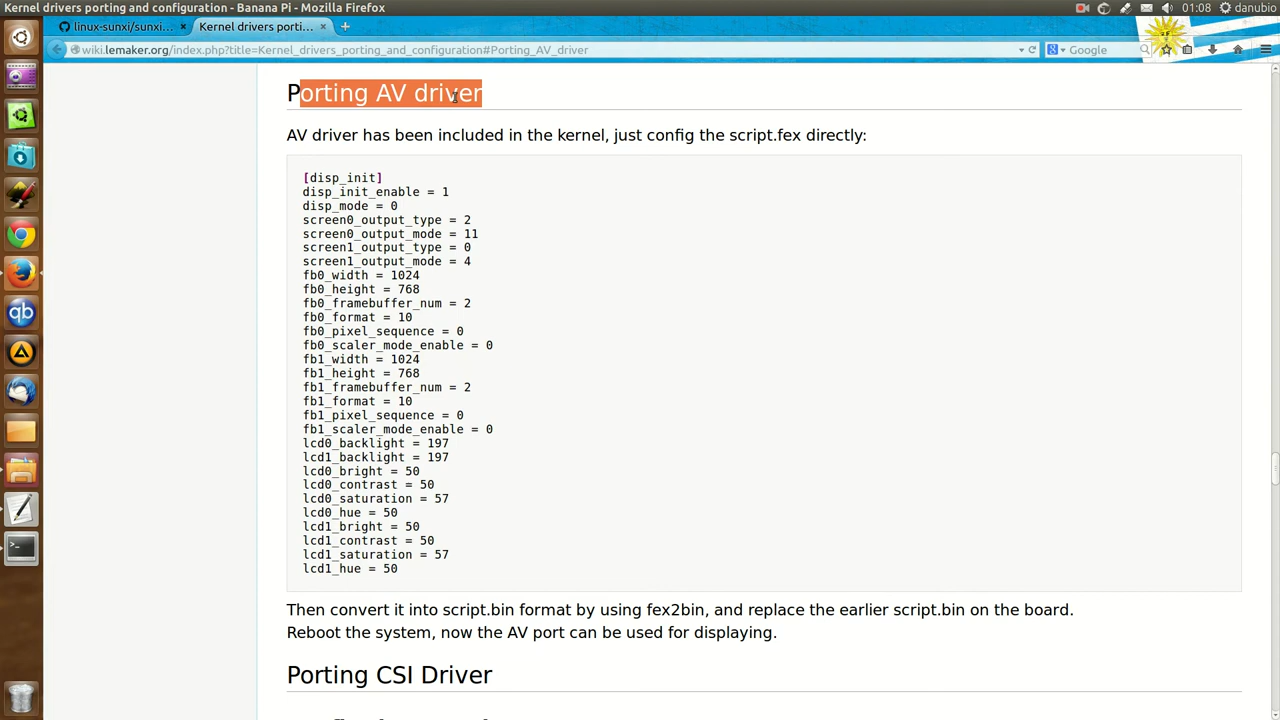 Kernel drivers porting and configuration - Banana Pi - Mozilla Firefox
01:08
danubio
linux-sunxi/sunxi...
Kernel drivers porti...
wiki.lemaker.org/index.php?title=Kernel_drivers_porting_and_configuration#Porting_AV_driver
Google
Porting AV driver
AV driver has been included in the kernel, just config the script.fex directly:
[disp_init]
disp_init_enable = 1
disp_mode = 0
screen0_output_type = 2
screen0_output_mode = 11
screen1_output_type = 0
screen1_output_mode = 4
fb0_width = 1024
fb0_height = 768
fb0_framebuffer_num = 2
fb0_format = 10
fb0_pixel_sequence = 0
fb0_scaler_mode_enable = 0
fb1_width = 1024
fb1_height = 768
fb1_framebuffer_num = 2
fb1_format = 10
fb1_pixel_sequence = 0
fb1_scaler_mode_enable = 0
lcd0_backlight = 197
lcd1_backlight = 197
lcd0_bright = 50
lcd0_contrast = 50
lcd0_saturation = 57
lcd0_hue = 50
lcd1_bright = 50
lcd1_contrast = 50
lcd1_saturation = 57
lcd1_hue = 50
Then convert it into script.bin format by using fex2bin, and replace the earlier script.bin on the board.
Reboot the system, now the AV port can be used for displaying.
Porting CSI Driver